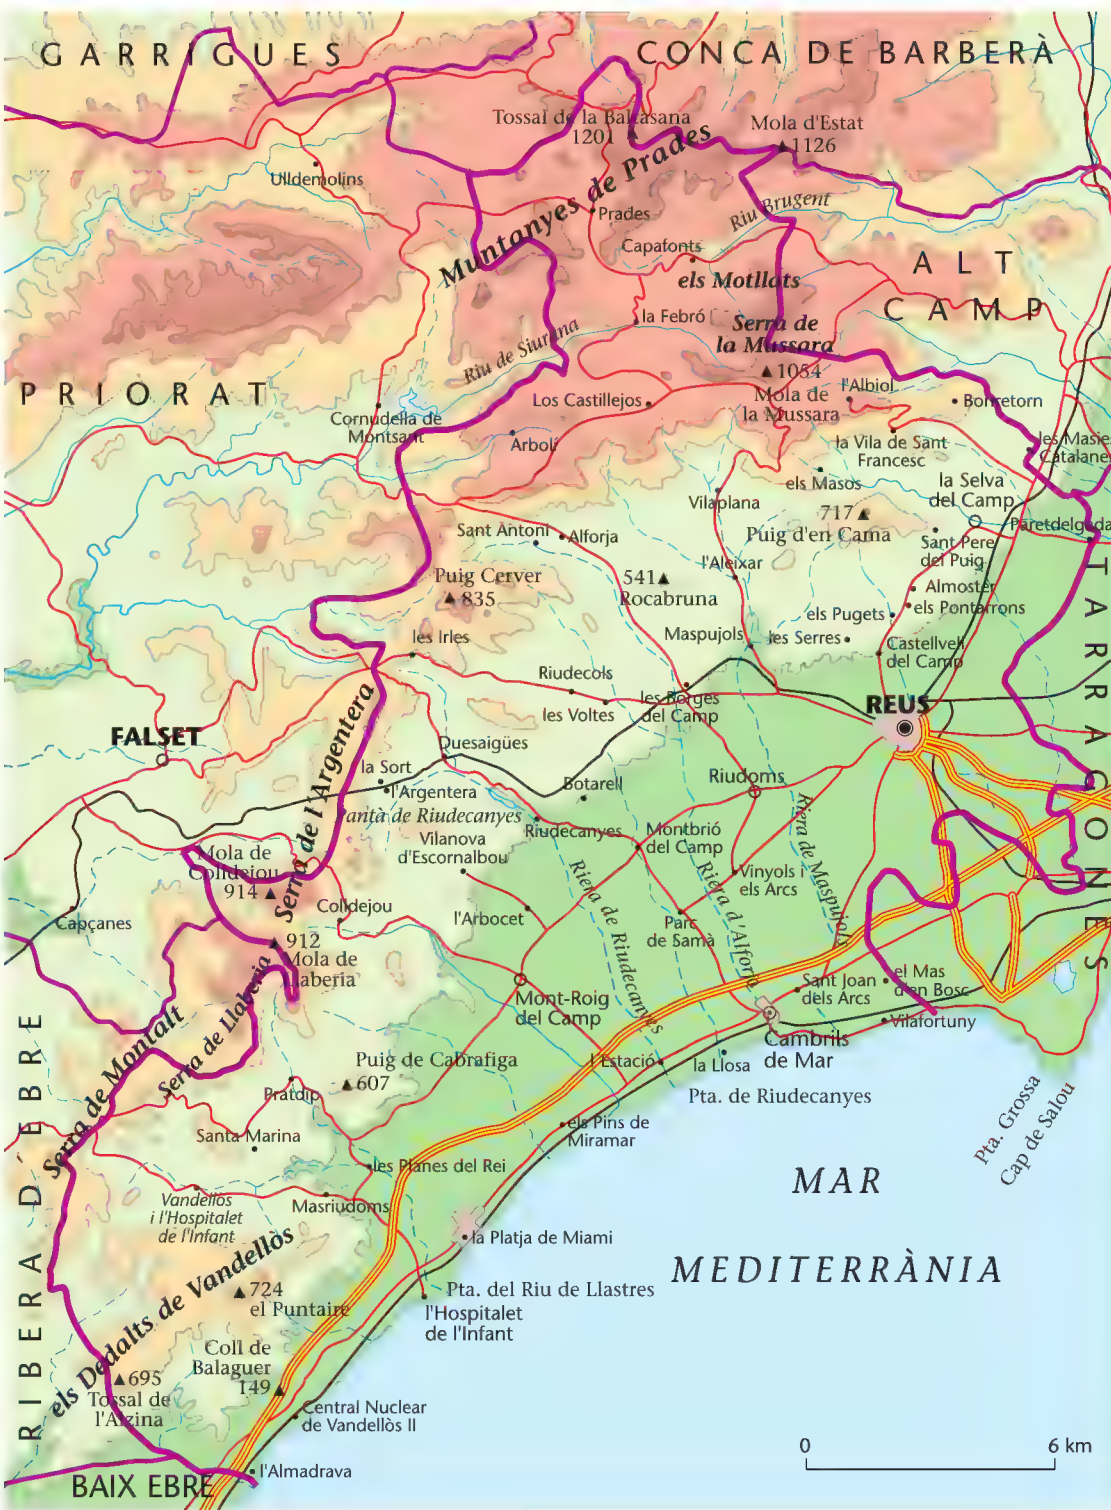 GARRIGUES
CONCA DE BARBERÀ
Tossal de la Baltasana
1201
Mola d'Estat
1126
Ulldemolins
Muntanyes de Prades
Prades
Riu Brugent
Capafonts
els Motllats
ALT
CAMP
la Febró
Serra de
la Mussara
Riu de Siurana
1054
Mola de
la Mussara
l'Albiol
PRIORAT
Los Castillejos
Bonretorn
Cornudella de
Montsant
Arbolí
la Vila de Sant
Francesc
les Masies
Catalanes
els Masos
la Selva
del Camp
Vilaplana
717
Puig d'en Cama
Paretdelgada
Sant Antoni
Alforja
Sant Pere
del Puig
l'Aleixar
Puig Cerver
835
541
Rocabruna
Almoster
els Pontarrons
els Pugets
TARRAGONÈS
Maspujols
les Serres
Castellvell
del Camp
les Irles
Riudecols
les Borges
del Camp
les Voltes
REUS
FALSET
Duesaigües
Serra de l'Argentera
la Sort
l'Argentera
Botarell
Riudoms
Pantà de Riudecanyes
Riudecanyes
Montbrió
del Camp
Riera de Maspujols
Vilanova
d'Escornalbou
Mola de
Colldejou
914
Vinyols i
els Arcs
Riera de Riudecanyes
Riera d'Alforja
Colldejou
l'Arbocet
Parc
de Samà
Capçanes
912
Mola de
Llaberia
Sant Joan
dels Arcs
el Mas
d'en Bosc
Mont-Roig
del Camp
Vilafortuny
Serra de Llaberia
Serra de Montalt
Cambrils
de Mar
RIBERA D'EBRE
Puig de Cabrafiga
607
l'Estació
la Llosa
Pratdip
Pta. de Riudecanyes
Pta. Grossa
Cap de Salou
Santa Marina
els Pins de
Miramar
les Planes del Rei
MAR
MEDITERRÀNIA
Vandellòs
i l'Hospitalet
de l'Infant
Masriudoms
la Platja de Miami
els Dedalts de Vandellòs
724
el Puntaire
Pta. del Riu de Llastres
l'Hospitalet
de l'Infant
Coll de
Balaguer
149
695
Tossal de
l'Alzina
Central Nuclear
de Vandellòs II
0 6 km
l'Almadrava
BAIX EBRE